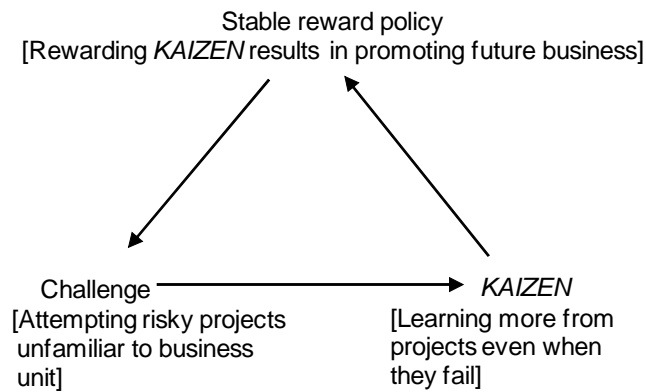 Stable reward policy
[Rewarding KAIZEN results in promoting future business]
Challenge
[Attempting risky projects
unfamiliar to business
unit]
KAIZEN
[Learning more from
projects even when
they fail]